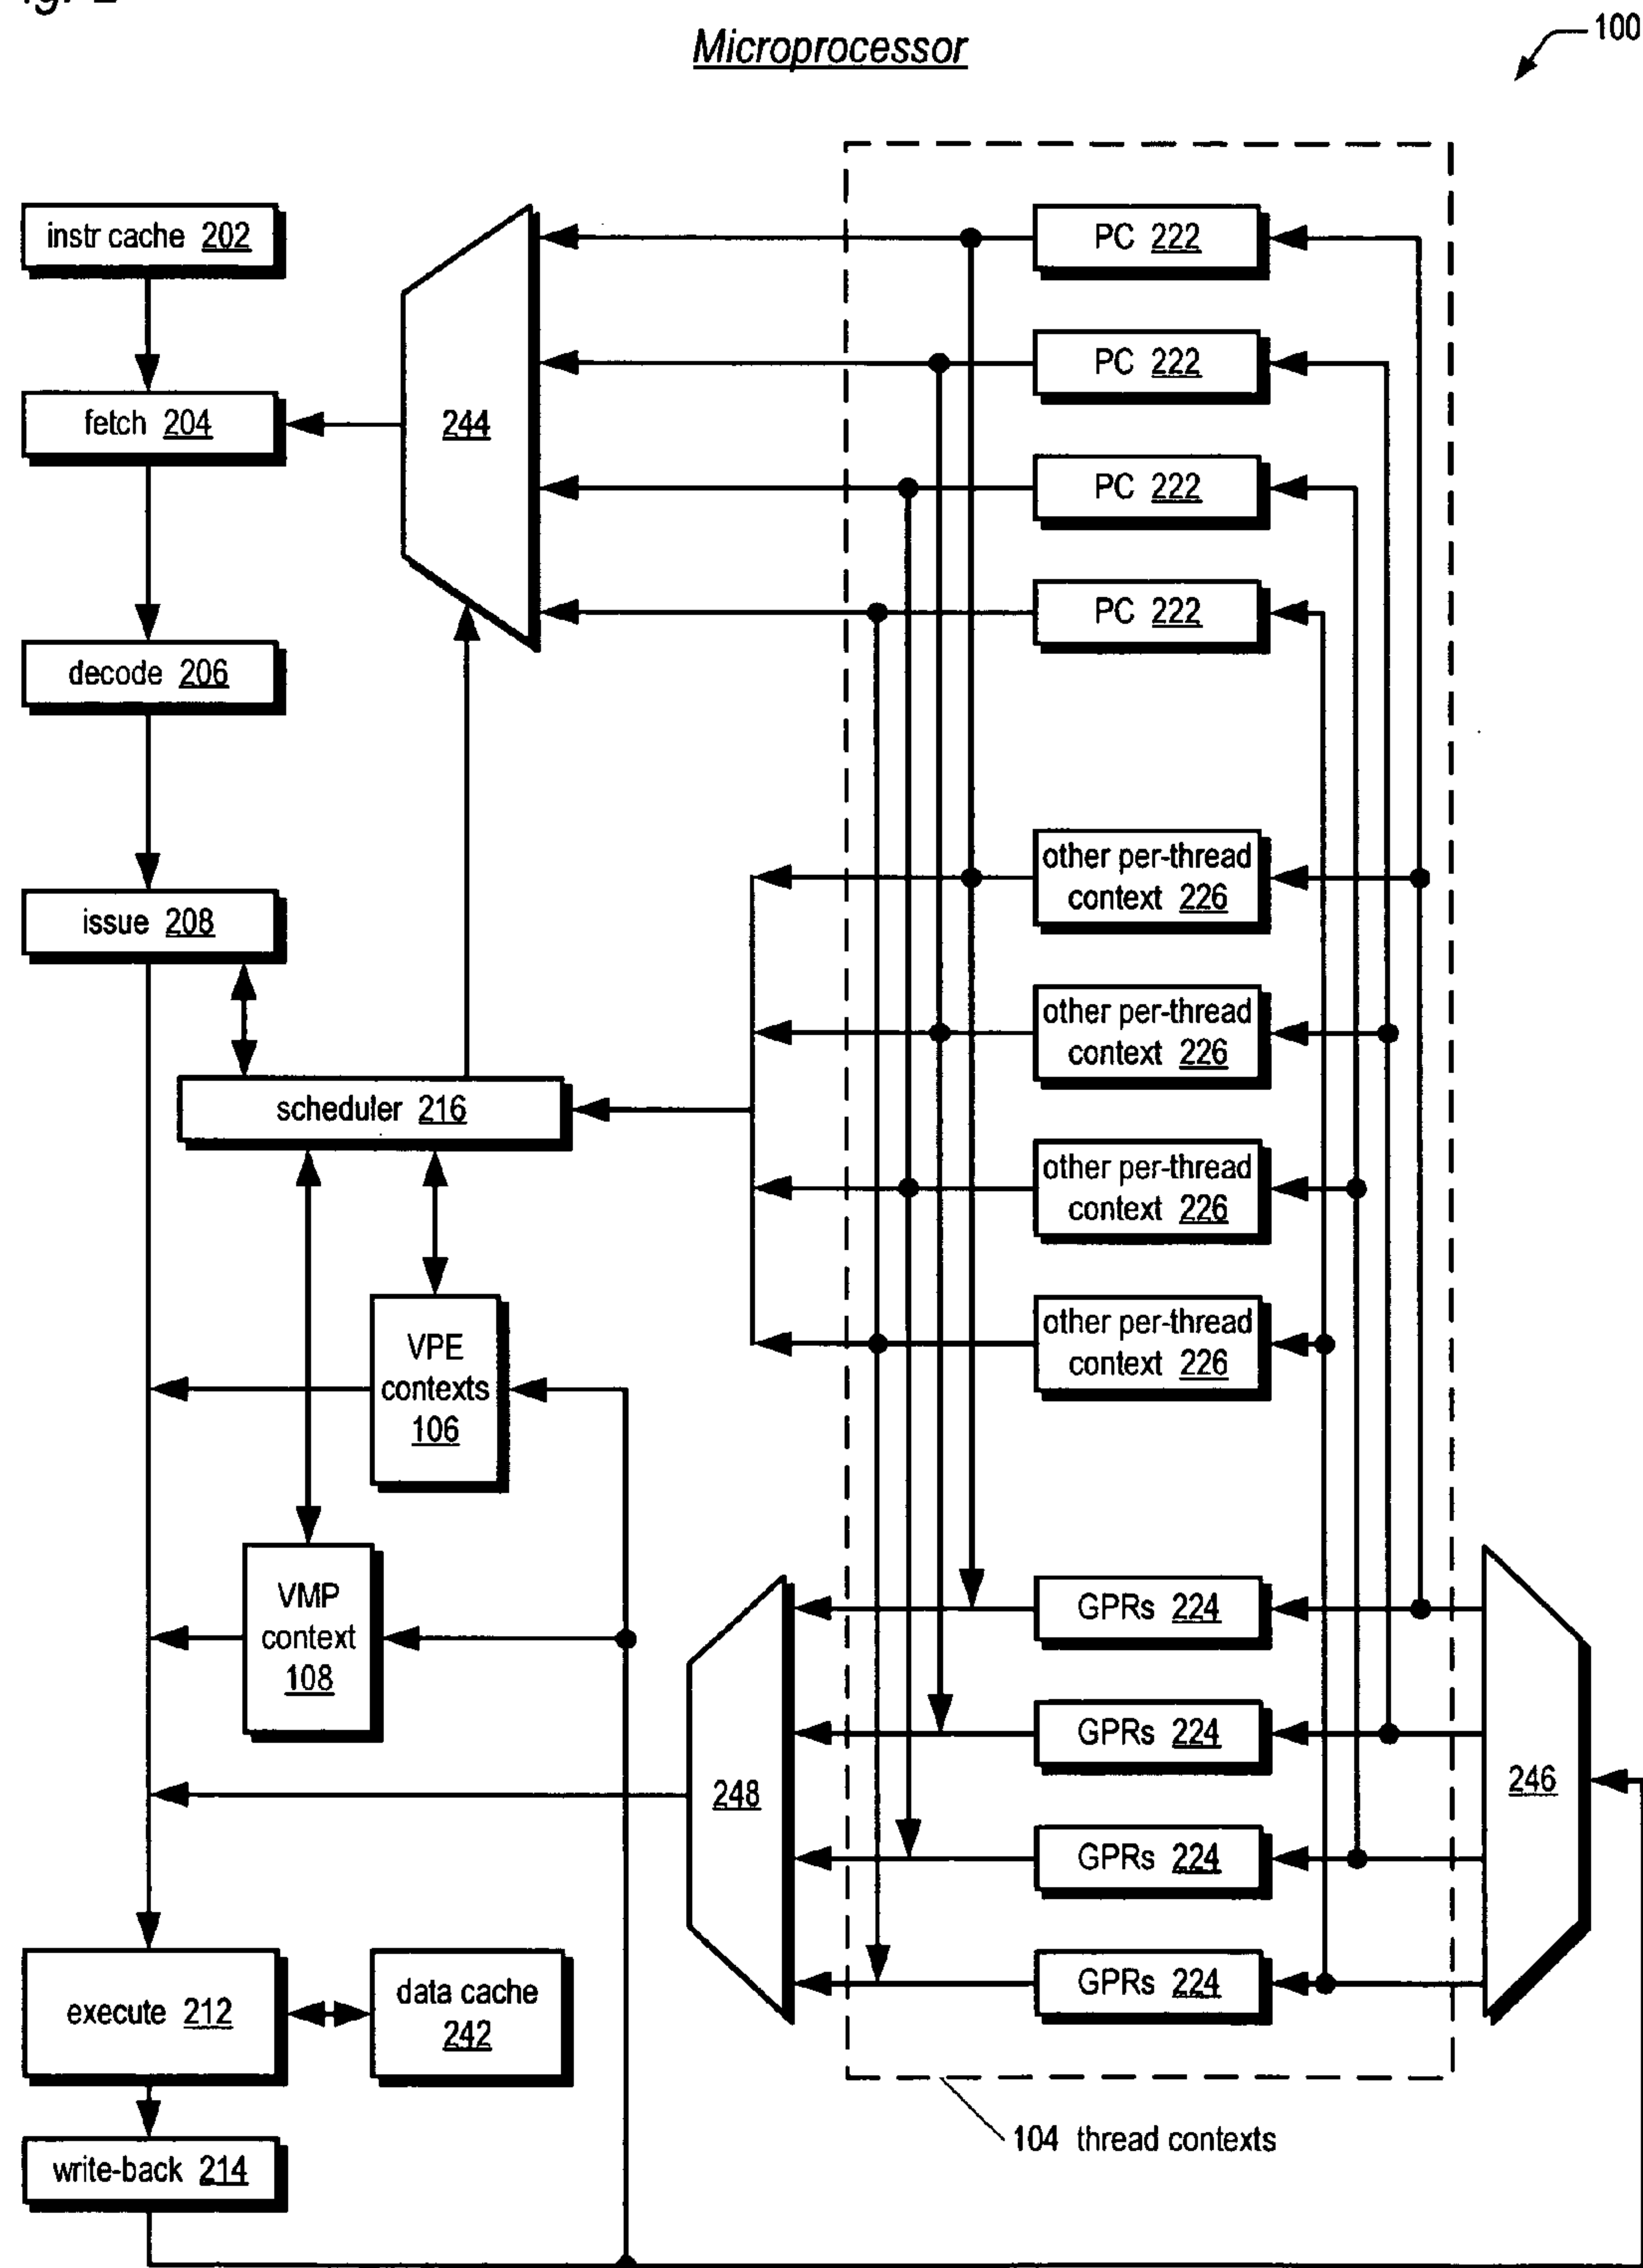 Microprocessor
100
instr cache 202
PC 222
PC 222
fetch 204
244
PC 222
PC 222
decode 206
other per-thread
context 226
issue 208
other per-thread
context 226
scheduler 216
other per-thread
context 226
other per-thread
context 226
VPE
contexts
106
VMP
context
108
GPRs 224
GPRs 224
248
246
GPRs 224
GPRs 224
execute 212
data cache
242
104 thread contexts
write-back 214